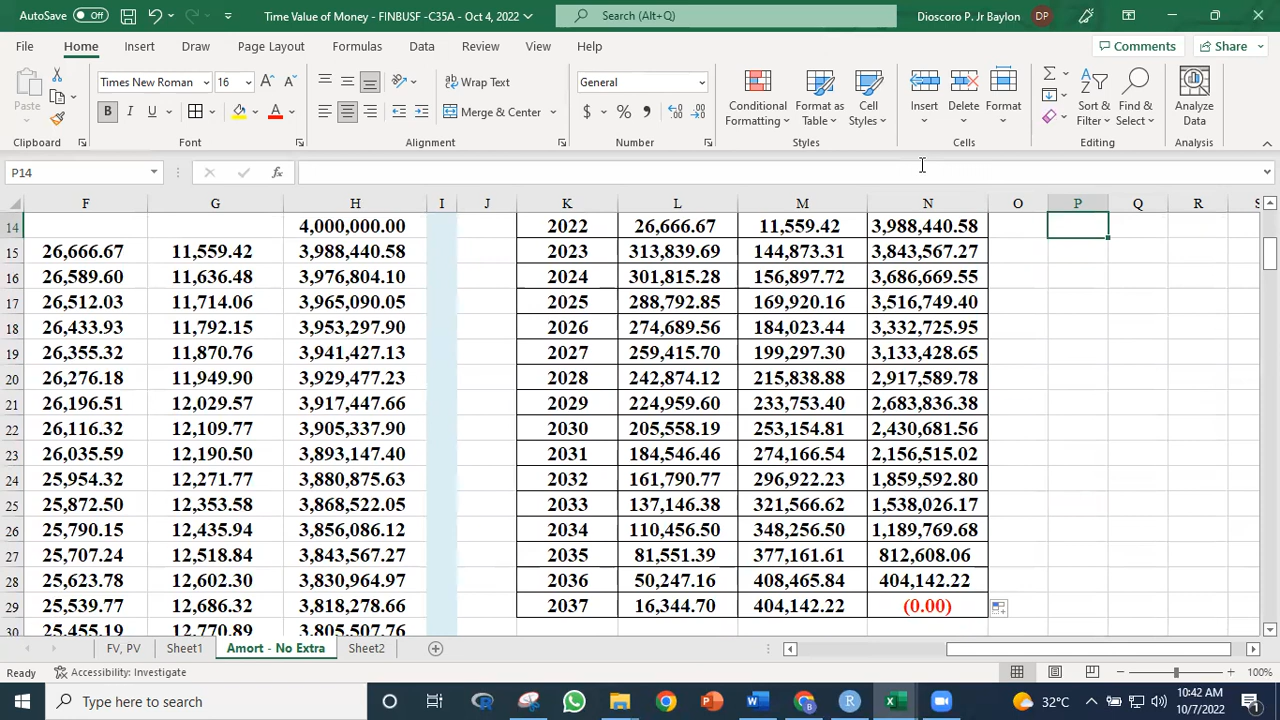 AutoSave Off Time Value of Money - FINBUSF -C35A - Oct 4, 2022 Search (Alt+Q) Dioscoro P. Jr Baylon DP
File Home Insert Draw Page Layout Formulas Data Review View Help Comments Share
Paste Times New Roman 16 A A Wrap Text General Conditional Formatting Format as Table Cell Styles Insert Delete Format Sort & Filter Find & Select Analyze Data
B I U A Merge & Center $ %
Clipboard Font Alignment Number Styles Cells Editing Analysis
P14 fx
F G H I J K L M N O P Q R S
14 4,000,000.00 2022 26,666.67 11,559.42 3,988,440.58
15 26,666.67 11,559.42 3,988,440.58 2023 313,839.69 144,873.31 3,843,567.27
16 26,589.60 11,636.48 3,976,804.10 2024 301,815.28 156,897.72 3,686,669.55
17 26,512.03 11,714.06 3,965,090.05 2025 288,792.85 169,920.16 3,516,749.40
18 26,433.93 11,792.15 3,953,297.90 2026 274,689.56 184,023.44 3,332,725.95
19 26,355.32 11,870.76 3,941,427.13 2027 259,415.70 199,297.30 3,133,428.65
20 26,276.18 11,949.90 3,929,477.23 2028 242,874.12 215,838.88 2,917,589.78
21 26,196.51 12,029.57 3,917,447.66 2029 224,959.60 233,753.40 2,683,836.38
22 26,116.32 12,109.77 3,905,337.90 2030 205,558.19 253,154.81 2,430,681.56
23 26,035.59 12,190.50 3,893,147.40 2031 184,546.46 274,166.54 2,156,515.02
24 25,954.32 12,271.77 3,880,875.63 2032 161,790.77 296,922.23 1,859,592.80
25 25,872.50 12,353.58 3,868,522.05 2033 137,146.38 321,566.62 1,538,026.17
26 25,790.15 12,435.94 3,856,086.12 2034 110,456.50 348,256.50 1,189,769.68
27 25,707.24 12,518.84 3,843,567.27 2035 81,551.39 377,161.61 812,608.06
28 25,623.78 12,602.30 3,830,964.97 2036 50,247.16 408,465.84 404,142.22
29 25,539.77 12,686.32 3,818,278.66 2037 16,344.70 404,142.22 (0.00)
30 25,455.19 12,770.89 3,805,507.76
FV, PV Sheet1 Amort - No Extra Sheet2
Ready Accessibility: Investigate 100%
Type here to search 32°C 10:42 AM
10/7/2022